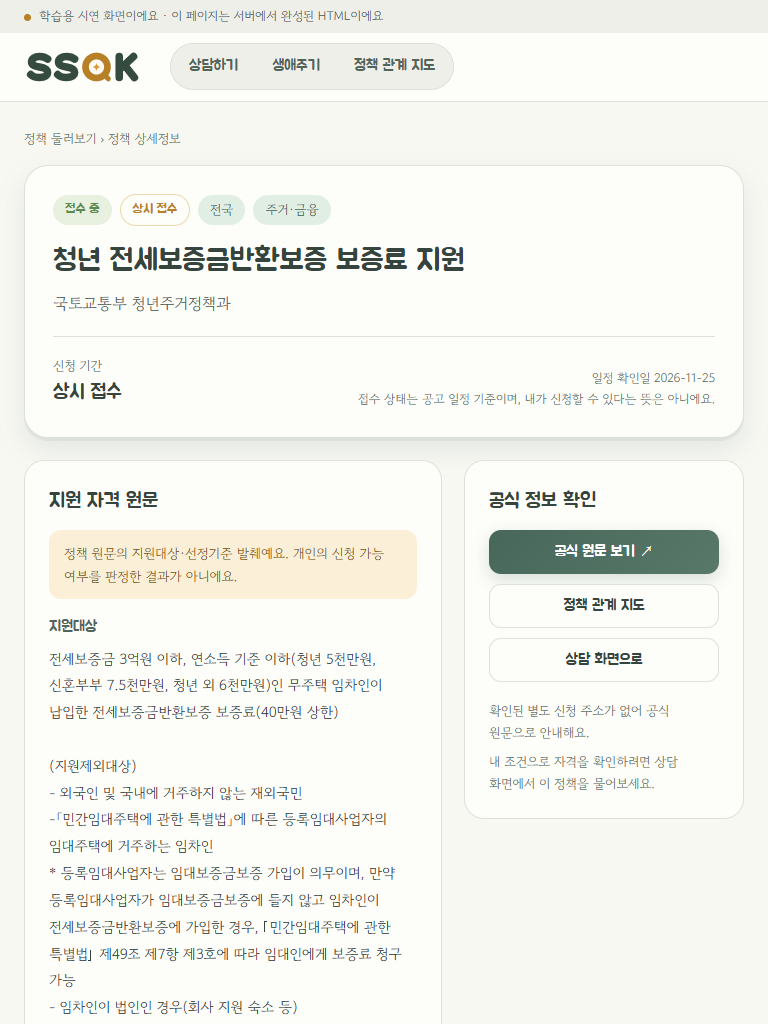 학습용 시연 화면이에요 · 이 페이지는 서버에서 완성된 HTML이에요
SSOK
상담하기
생애주기
정책 관계 지도
정책 둘러보기 › 정책 상세정보
접수 중
상시 접수
전국
주거·금융
청년 전세보증금반환보증 보증료 지원
국토교통부 청년주거정책과
신청 기간
상시 접수
일정 확인일 2026-11-25
접수 상태는 공고 일정 기준이며, 내가 신청할 수 있다는 뜻은 아니에요.
지원 자격 원문
정책 원문의 지원대상·선정기준 발췌예요. 개인의 신청 가능
여부를 판정한 결과가 아니에요.
지원대상
전세보증금 3억원 이하, 연소득 기준 이하(청년 5천만원,
신혼부부 7.5천만원, 청년 외 6천만원)인 무주택 임차인이
납입한 전세보증금반환보증 보증료(40만원 상한)
(지원제외대상)
- 외국인 및 국내에 거주하지 않는 재외국민
-「민간임대주택에 관한 특별법」에 따른 등록임대사업자의
임대주택에 거주하는 임차인
* 등록임대사업자는 임대보증금보증 가입이 의무이며, 만약
등록임대사업자가 임대보증금보증에 들지 않고 임차인이
전세보증금반환보증에 가입한 경우, 「민간임대주택에 관한
특별법」 제49조 제7항 제3호에 따라 임대인에게 보증료 청구
가능
- 임차인이 법인인 경우(회사 지원 숙소 등)
공식 정보 확인
공식 원문 보기 ↗
정책 관계 지도
상담 화면으로
확인된 별도 신청 주소가 없어 공식
원문으로 안내해요.
내 조건으로 자격을 확인하려면 상담
화면에서 이 정책을 물어보세요.